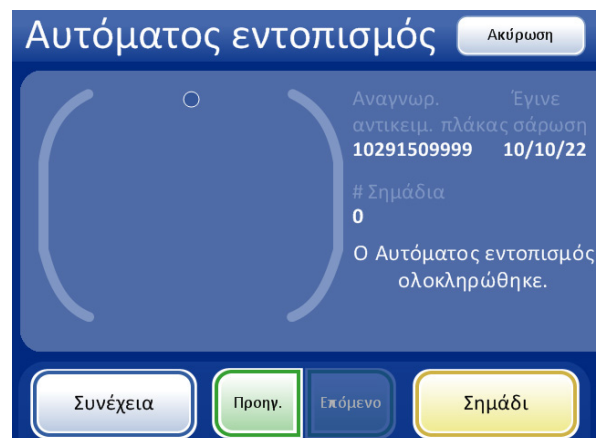 Αυτόματος εντοπισμός
Ακύρωση
Αναγνωρ. Έγινε
αντικειμ. πλάκας σάρωση
10291509999 10/10/22
# Σημάδια
0
Ο Αυτόματος εντοπισμός
ολοκληρώθηκε.
Συνέχεια
Προηγ.
Επόμενο
Σημάδι